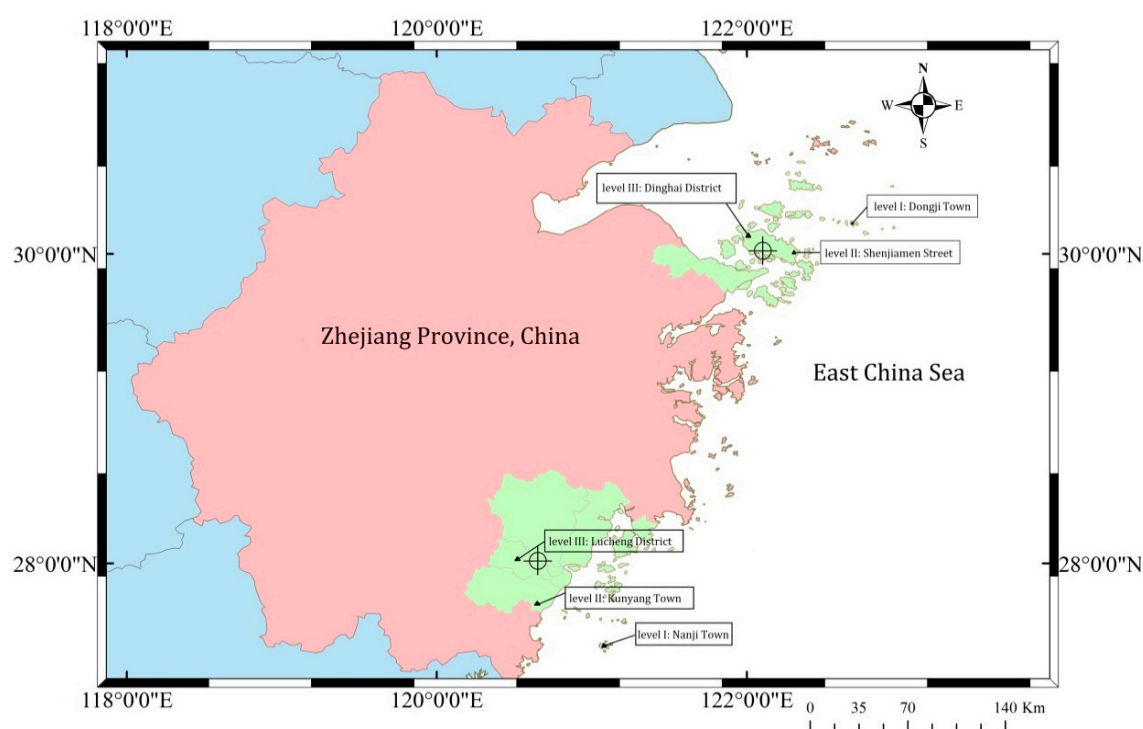 118°0'0"E
120°0'0"E
122°0'0"E
N
W
E
S
level III: Dinghai District
level I: Dongji Town
30°0'0"N
level II: Shenjiamen Street
30°0'0"N
Zhejiang Province, China
East China Sea
level III: Lucheng District
28°0'0"N
28°0'0"N
level II: Kunyang Town
level I: Nanji Town
118°0'0"E
120°0'0"E
122°0'0"E
0 35 70 140 Km